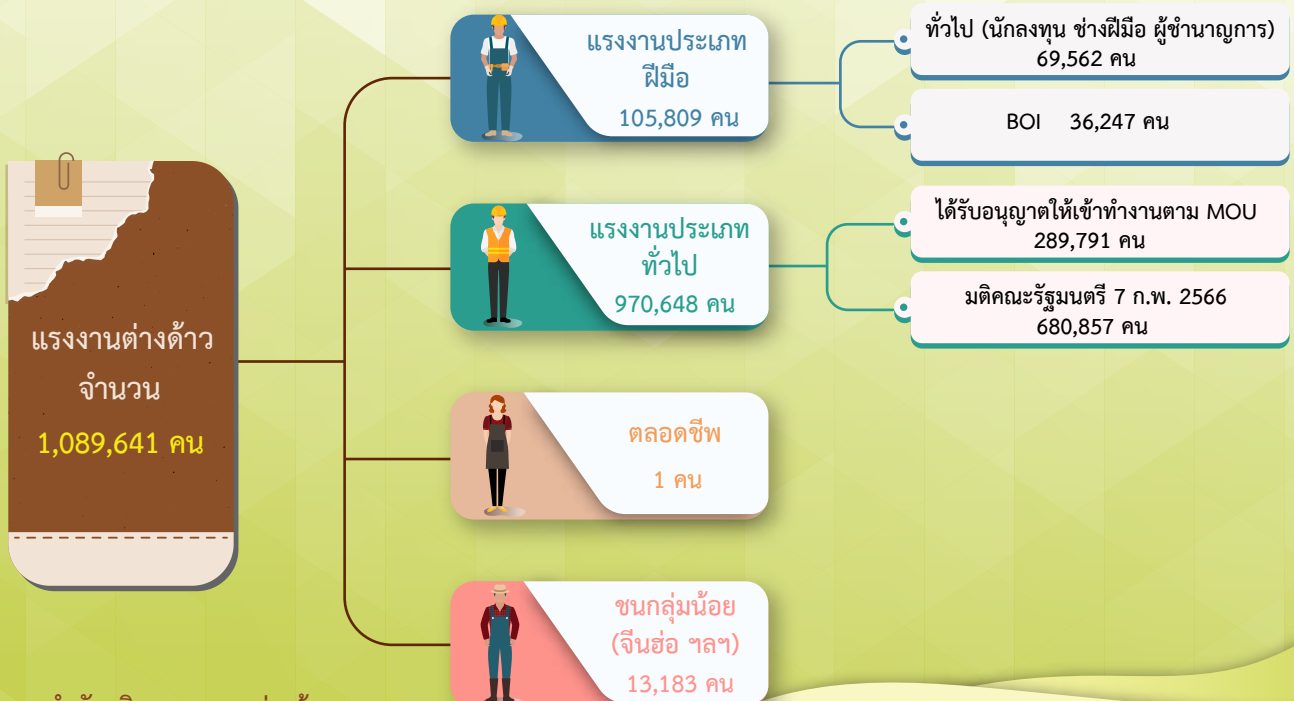 แรงงานต่างด้าว
จำนวน
1,089,641 คน
แรงงานประเภท
ฝีมือ
105,809 คน
ทั่วไป (นักลงทุน ช่างฝีมือ ผู้ชำนาญการ)
69,562 คน
BOI 36,247 คน
แรงงานประเภท
ทั่วไป
970,648 คน
ได้รับอนุญาตให้เข้าทำงานตาม MOU
289,791 คน
มติคณะรัฐมนตรี 7 ก.พ. 2566
680,857 คน
ตลอดชีพ
1 คน
ชนกลุ่มน้อย
(จีนฮ่อ ฯลฯ)
13,183 คน